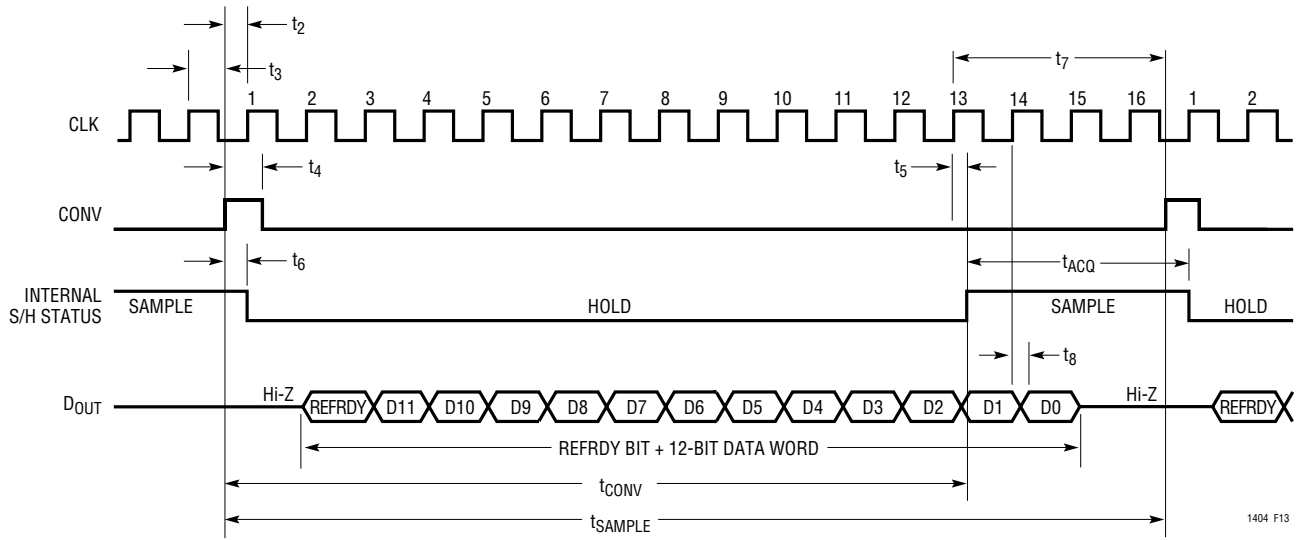 t2
t3
t7
1 2 3 4 5 6 7 8 9 10 11 12 13 14 15 16 1 2
CLK
t4
t5
CONV
t6
tACQ
INTERNAL
S/H STATUS
SAMPLE HOLD SAMPLE HOLD
t8
DOUT Hi-Z REFRDY D11 D10 D9 D8 D7 D6 D5 D4 D3 D2 D1 D0 Hi-Z REFRDY
REFRDY BIT + 12-BIT DATA WORD
tCONV
tSAMPLE
1404 F13